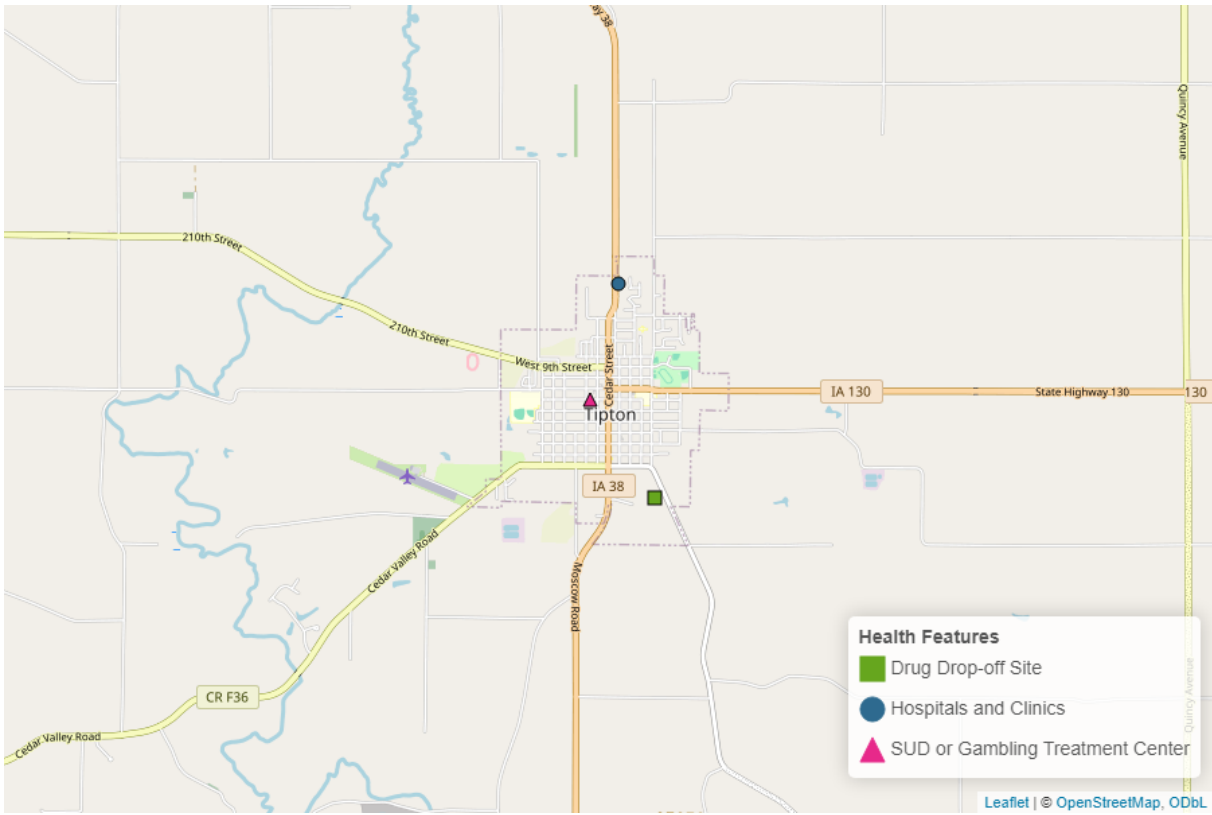 ay 38
Quincy Avenue
210th Street
210th Street
West 9th Street
Cedar Street
IA 130
State Highway 130
130
Tipton
IA 38
Cedar Valley Road
Moscow Road
CR F36
Cedar Valley Road
Quincy Avenue
Health Features
Drug Drop-off Site
Hospitals and Clinics
SUD or Gambling Treatment Center
Leaflet | © OpenStreetMap, ODbL